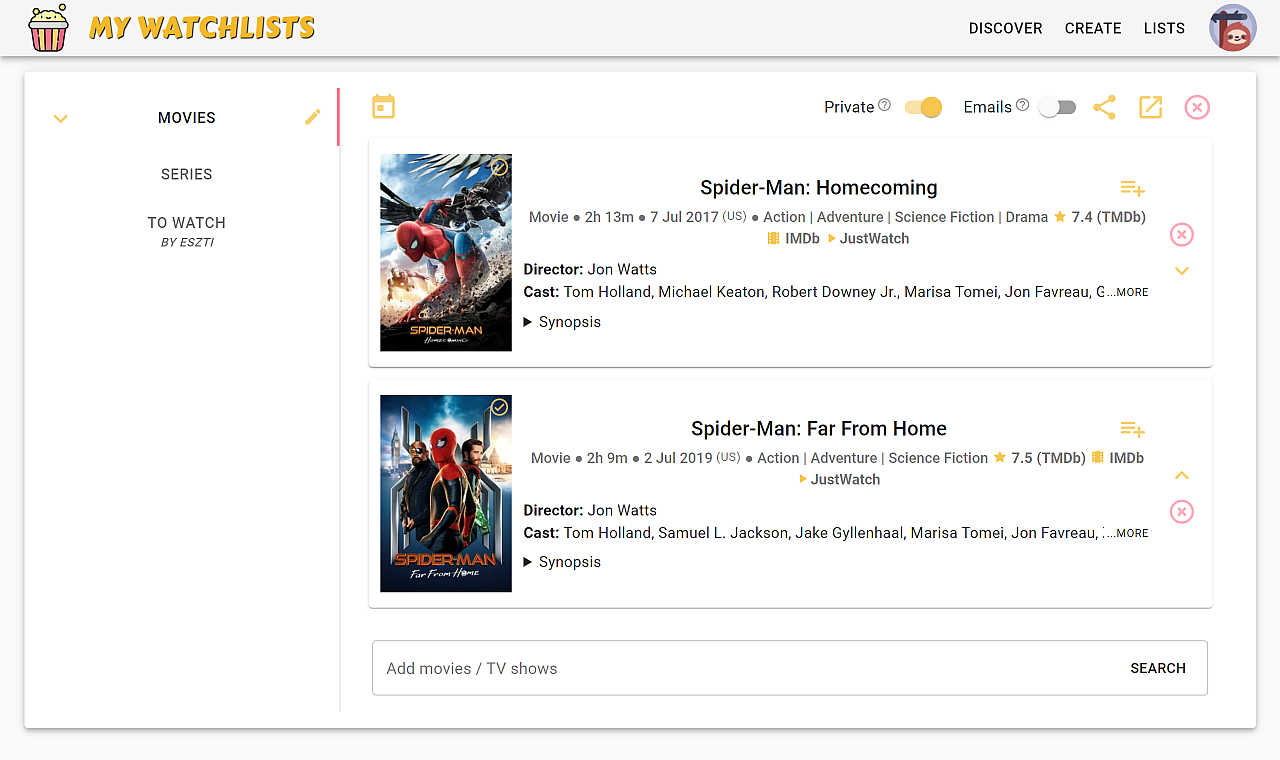 MY WATCHLISTS
DISCOVER CREATE LISTS
MOVIES
SERIES
TO WATCH
BY ESZTI
Private ? Emails ?
SPIDER-MAN
HOMECOMING
Spider-Man: Homecoming
Movie ● 2h 13m ● 7 Jul 2017 (US) ● Action | Adventure | Science Fiction | Drama 7.4 (TMDb)
IMDb JustWatch
Director: Jon Watts
Cast: Tom Holland, Michael Keaton, Robert Downey Jr., Marisa Tomei, Jon Favreau, G...MORE
Synopsis
SPIDER-MAN
Far From Home
Spider-Man: Far From Home
Movie ● 2h 9m ● 2 Jul 2019 (US) ● Action | Adventure | Science Fiction 7.5 (TMDb) IMDb
JustWatch
Director: Jon Watts
Cast: Tom Holland, Samuel L. Jackson, Jake Gyllenhaal, Marisa Tomei, Jon Favreau, ...MORE
Synopsis
Add movies / TV shows SEARCH